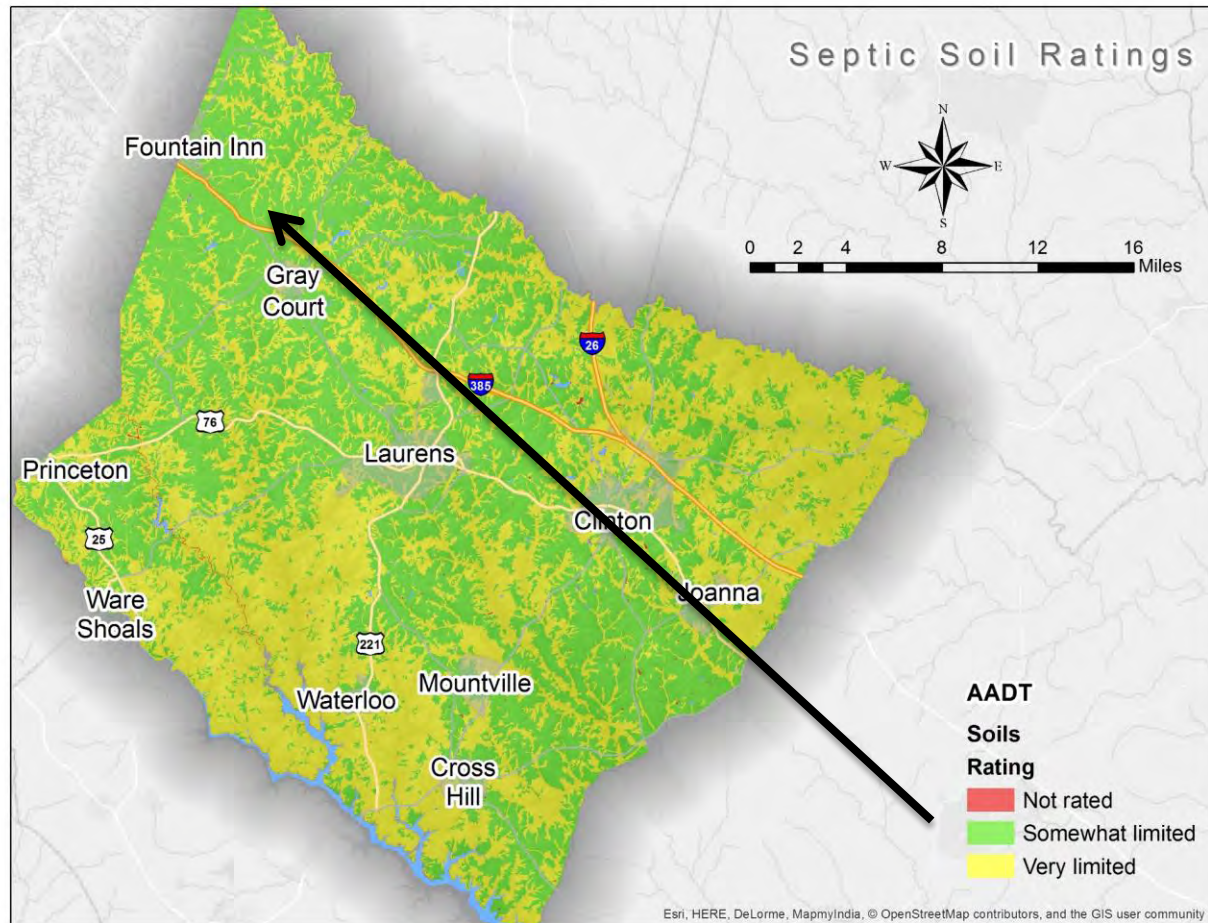 Septic Soil Ratings
N
W
E
S
0 2 4 8 12 16
Miles
Fountain Inn
Gray
Court
26
385
76
Laurens
Princeton
Clinton
25
Joanna
Ware
Shoals
221
Mountville
Waterloo
Cross
Hill
AADT
Soils
Rating
Not rated
Somewhat limited
Very limited
Esri, HERE, DeLorme, MapmyIndia, © OpenStreetMap contributors, and the GIS user community